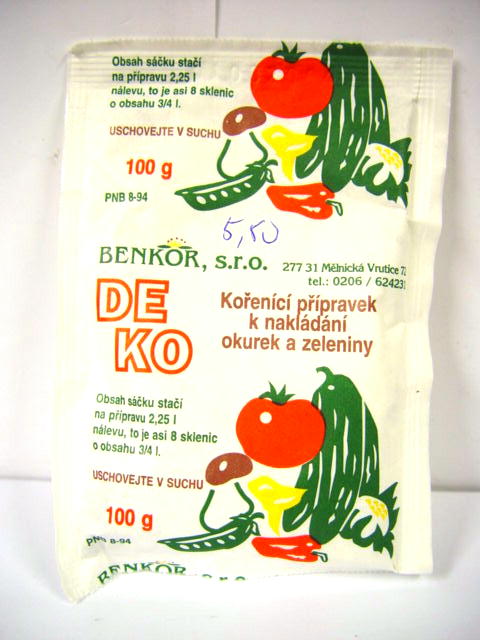 Obsah sáčku stačí
na přípravu 2,25 l
nálevu, to je asi 8 sklenic
o obsahu 3/4 l.
USCHOVEJTE V SUCHU
100 g
PNB 8-94
5,50
BENKOR, s.r.o.
277 31 Mělnická Vrutice
tel.: 0206 / 624231
DE
KO
Kořenící přípravek
k nakládání
okurek a zeleniny
Obsah sáčku stačí
na přípravu 2,25 l
nálevu, to je asi 8 sklenic
o obsahu 3/4 l.
USCHOVEJTE V SUCHU
100 g
PNB 8-94
BENKOR, s.r.o.